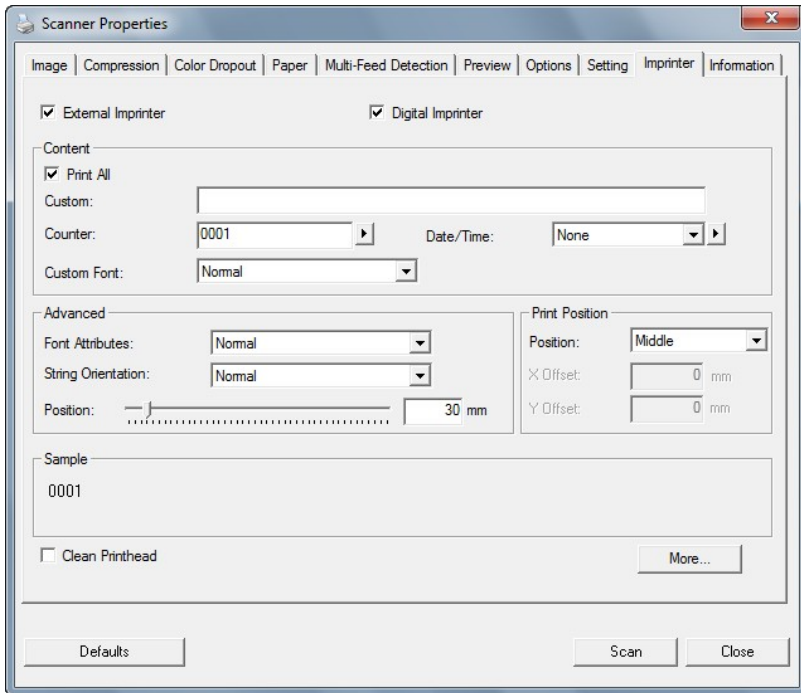 Scanner Properties
Image Compression Color Dropout Paper Multi-Feed Detection Preview Options Setting Imprinter Information
External Imprinter Digital Imprinter
Content
Print All
Custom:
Counter: 0001 Date/Time: None
Custom Font: Normal
Advanced Print Position
Font Attributes: Normal Position: Middle
String Orientation: Normal X Offset: 0 mm
Position: 30 mm Y Offset: 0 mm
Sample
0001
Clean Printhead More...
Defaults Scan Close